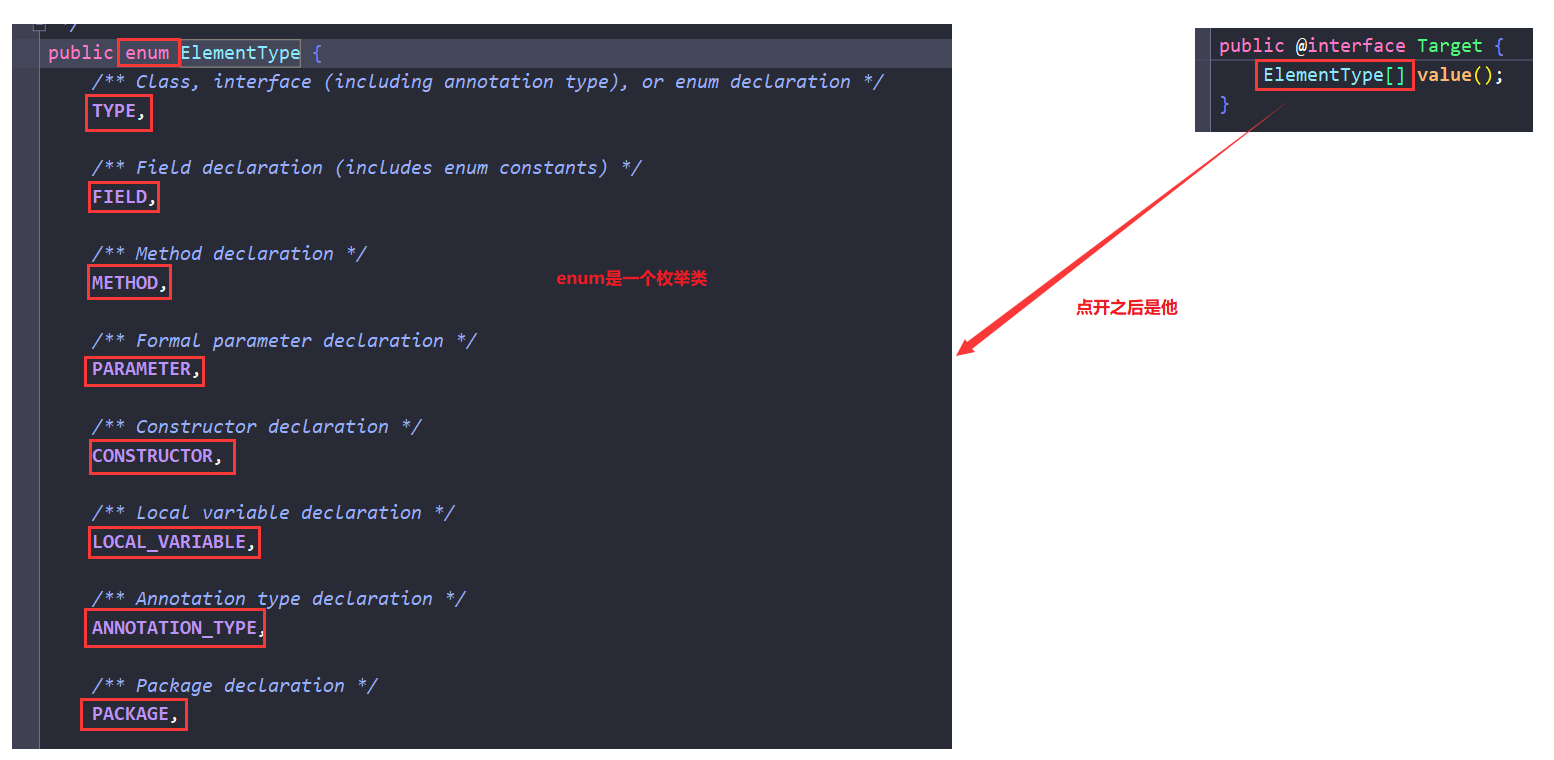 */
public enum ElementType {
/** Class, interface (including annotation type), or enum declaration */
TYPE,
/** Field declaration (includes enum constants) */
FIELD,
/** Method declaration */
METHOD,
/** Formal parameter declaration */
PARAMETER,
/** Constructor declaration */
CONSTRUCTOR,
/** Local variable declaration */
LOCAL_VARIABLE,
/** Annotation type declaration */
ANNOTATION_TYPE,
/** Package declaration */
PACKAGE,
enum是一个枚举类
public @interface Target {
ElementType[] value();
}
点开之后是他